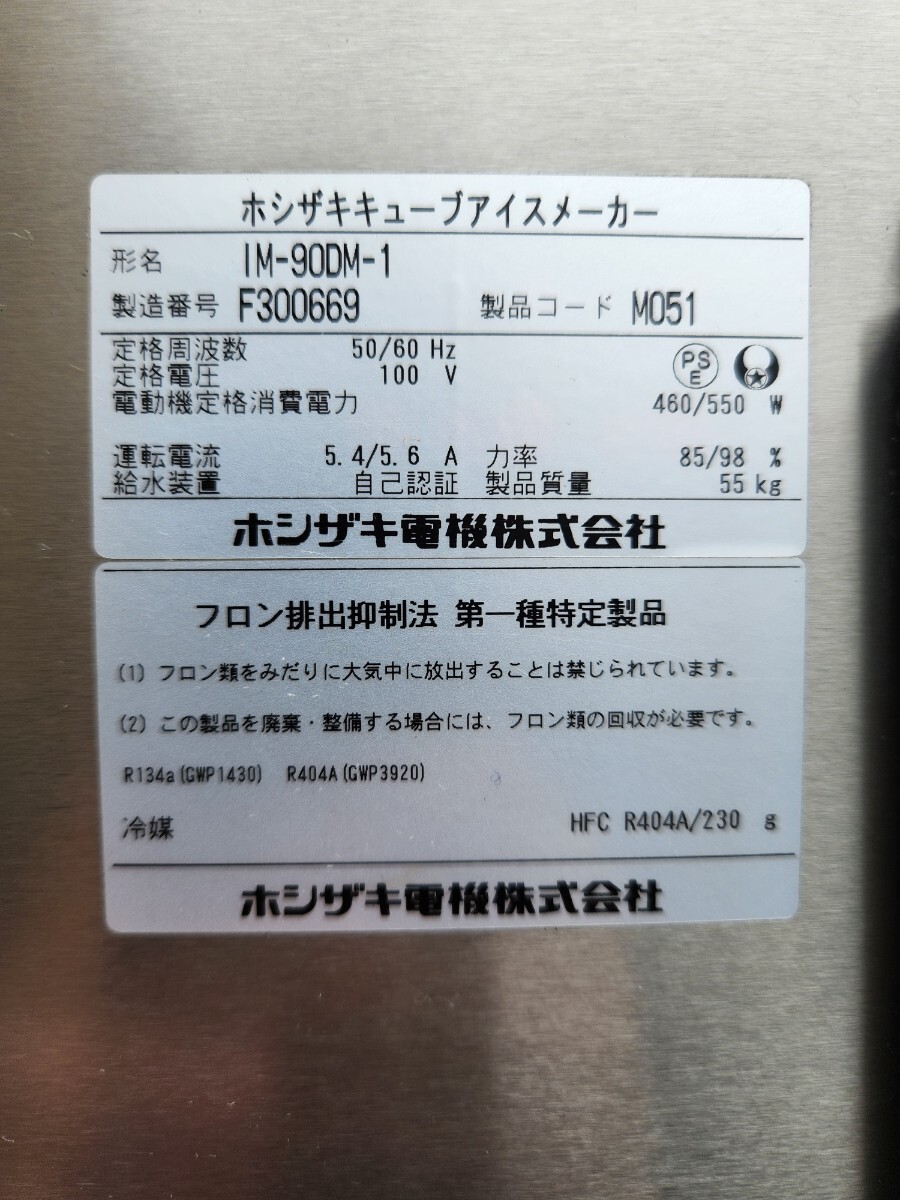 ホシザキキューブアイスメーカー
形名 IM-90DM-1
製造番号 F300669 製品コード M051
定格周波数 50/60 Hz
定格電圧 100 V
PS E
電動機定格消費電力 460/550 W
運転電流 5.4/5.6 A 力率 85/98 %
給水装置 自己認証 製品質量 55 kg
ホシザキ電機株式会社
フロン排出抑制法 第一種特定製品
(1) フロン類をみだりに大気中に放出することは禁じられています。
(2) この製品を廃棄・整備する場合には、フロン類の回収が必要です。
R134a(GWP1430) R404A(GWP3920)
冷媒 HFC R404A/230 g
ホシザキ電機株式会社